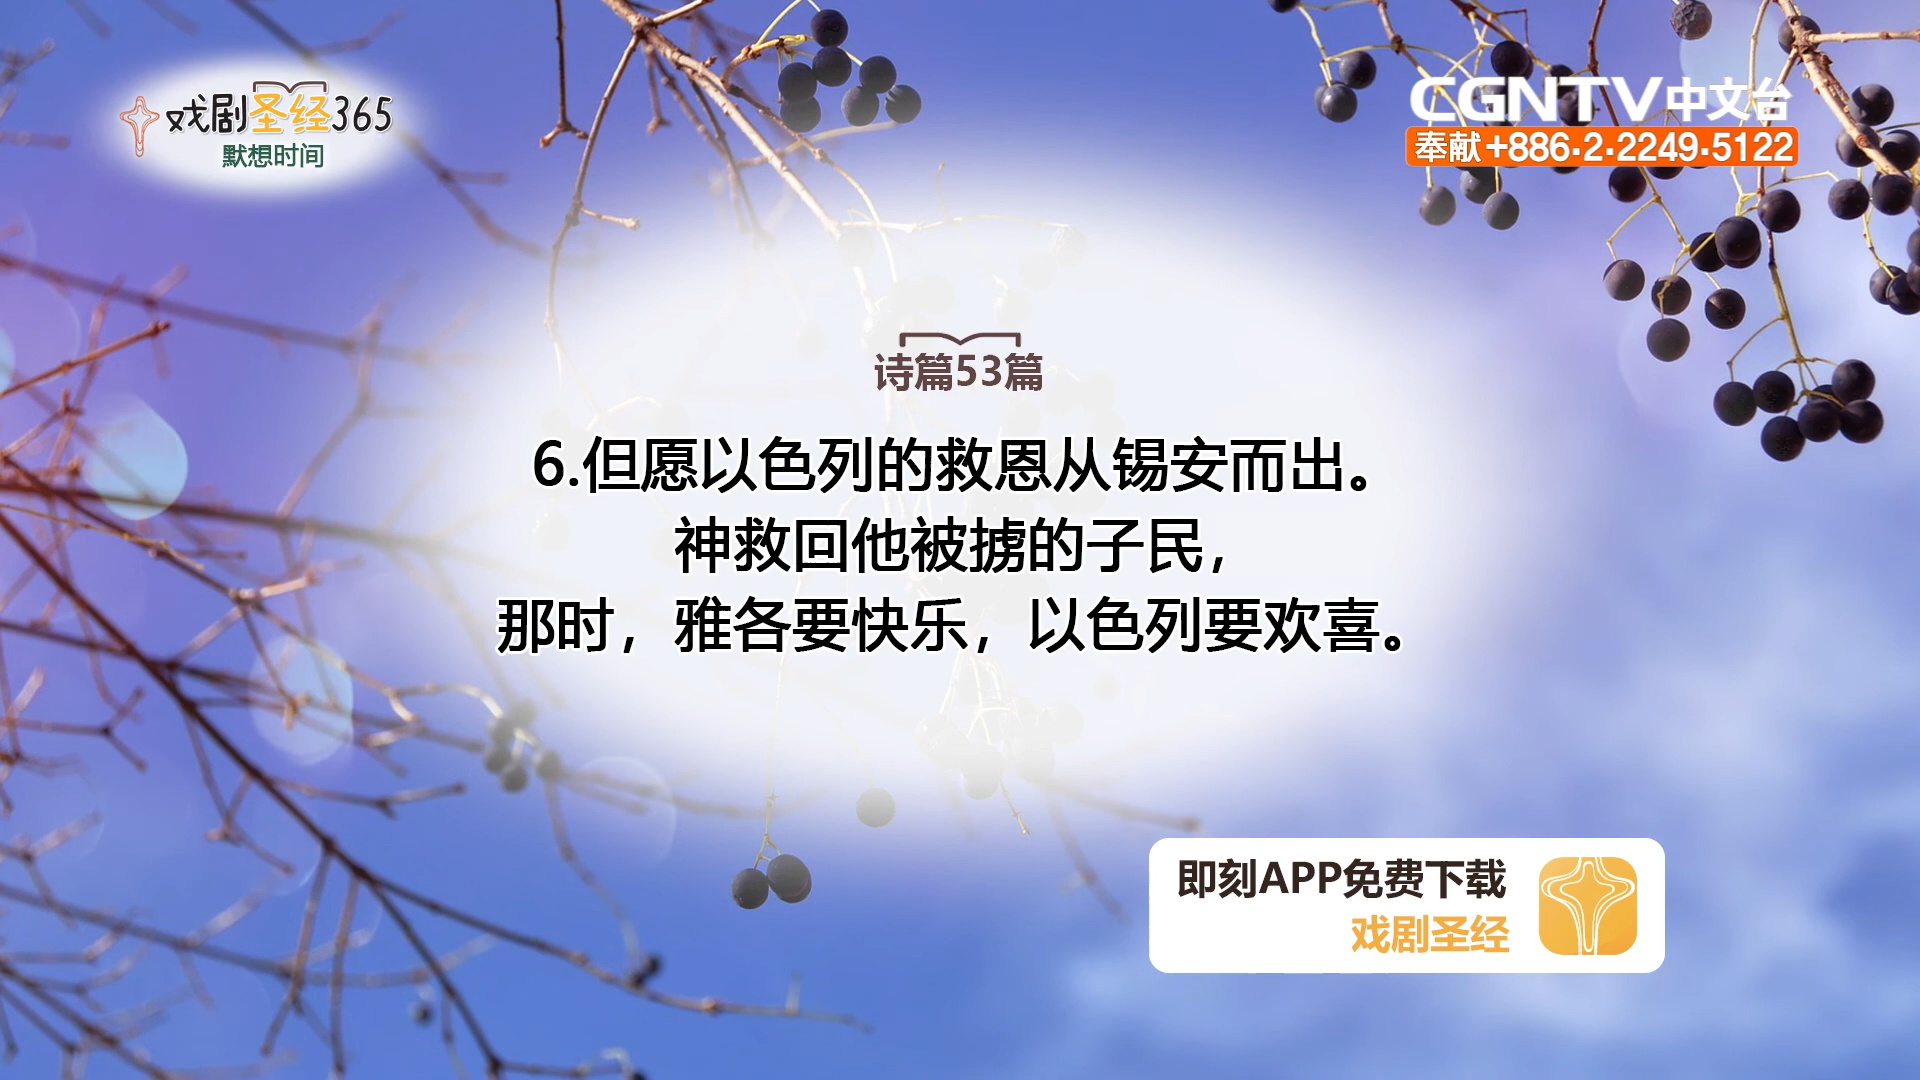 戏剧圣经365
默想时间
CGNTV中文台
奉献+886·2·2249·5122
诗篇53篇
6.但愿以色列的救恩从锡安而出。
神救回他被掳的子民，
那时，雅各要快乐，以色列要欢喜。
即刻APP免费下载
戏剧圣经